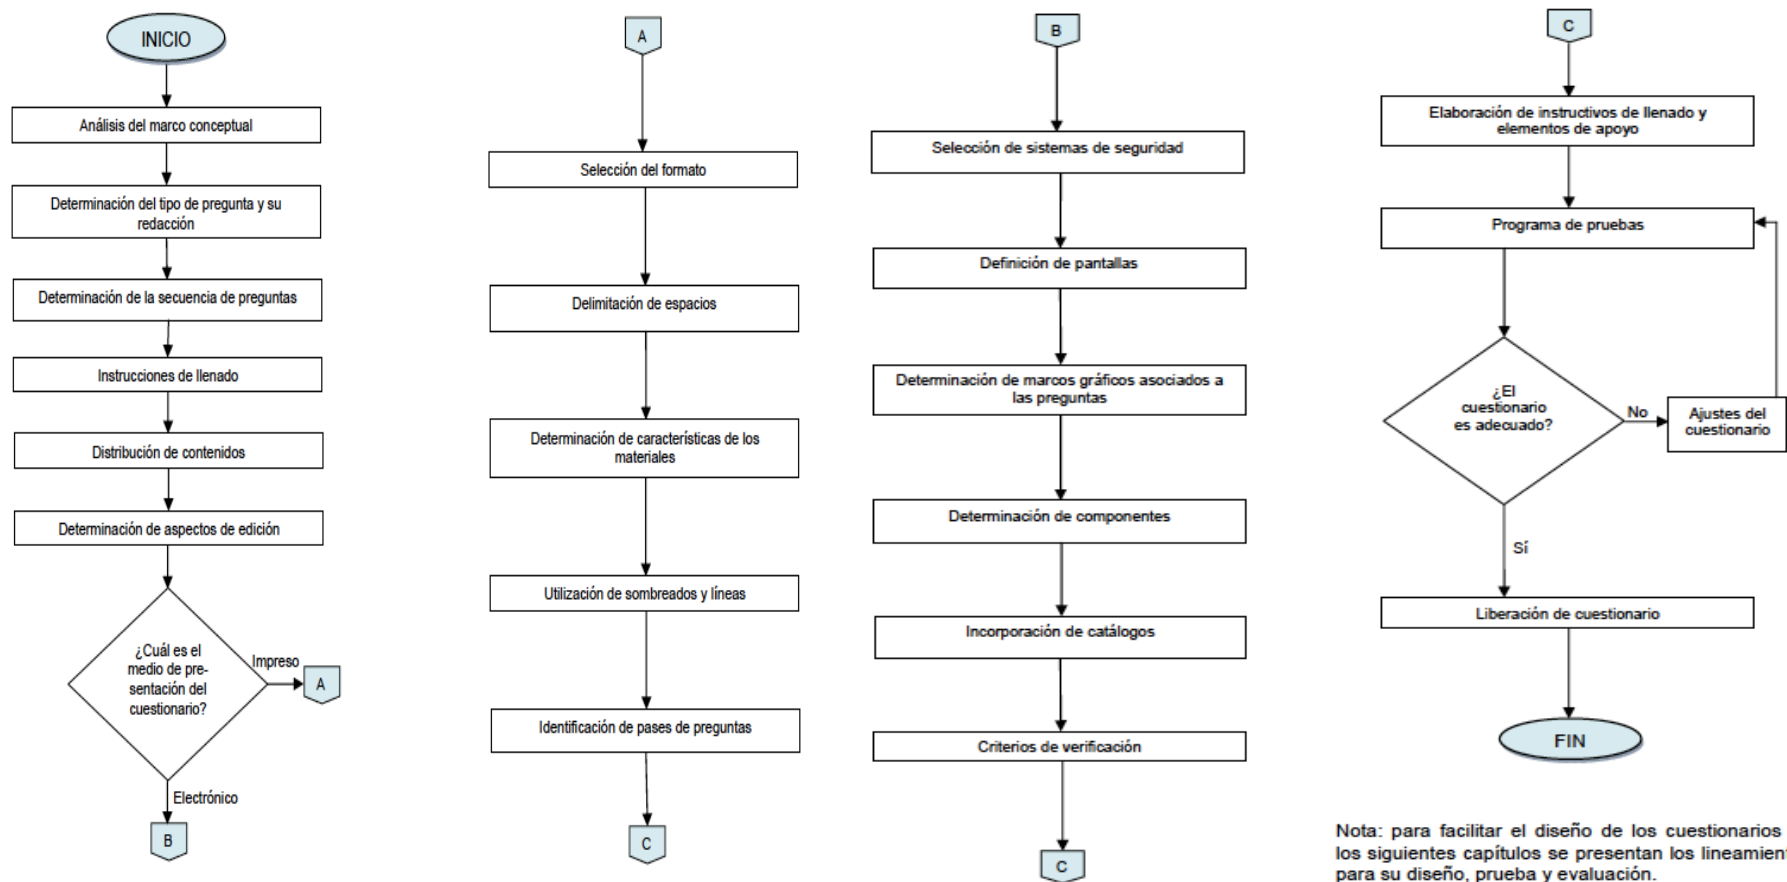 INICIO
Análisis del marco conceptual
Determinación del tipo de pregunta y su
redacción
Determinación de la secuencia de preguntas
Instrucciones de llenado
Distribución de contenidos
Determinación de aspectos de edición
¿Cuál es el
medio de pre-
sentación del
cuestionario?
Impreso
A
Electrónico
B
A
Selección del formato
Delimitación de espacios
Determinación de características de los
materiales
Utilización de sombreados y líneas
Identificación de pases de preguntas
C
B
Selección de sistemas de seguridad
Definición de pantallas
Determinación de marcos gráficos asociados a
las preguntas
Determinación de componentes
Incorporación de catálogos
Criterios de verificación
C
C
Elaboración de instructivos de llenado y
elementos de apoyo
Programa de pruebas
¿El
cuestionario
es adecuado?
No
Ajustes del
cuestionario
Sí
Liberación de cuestionario
FIN
Nota: para facilitar el diseño de los cuestionarios
los siguientes capítulos se presentan los lineamien
para su diseño, prueba y evaluación.